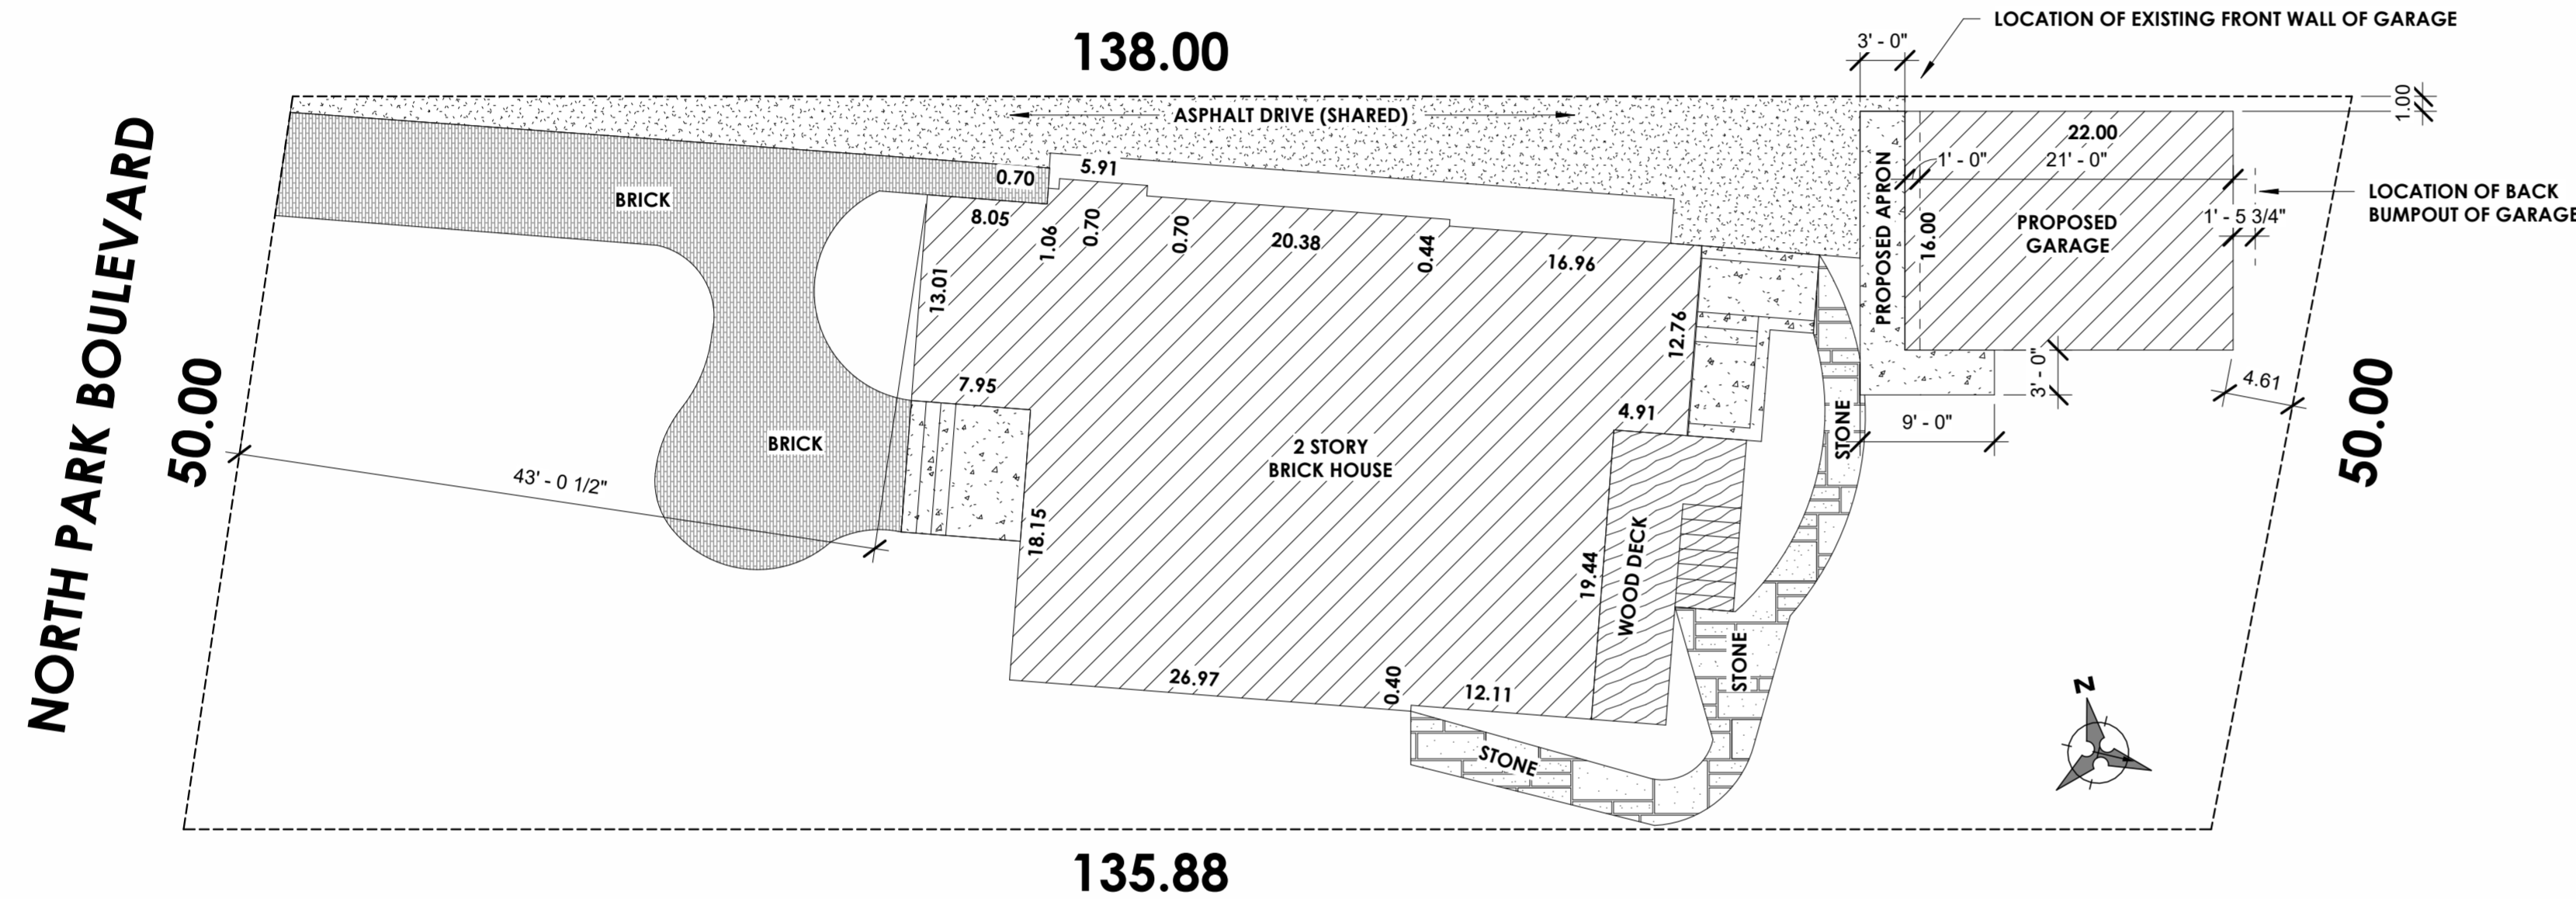 LOCATION OF EXISTING FRONT WALL OF GARAGE
3' - 0"
138.00
1.00
ASPHALT DRIVE (SHARED)
NORTH PARK BOULEVARD
50.00
BRICK
0.70
5.91
8.05
1.06
0.70
0.70
20.38
0.44
16.96
13.01
PROPOSED APRON
22.00
1' - 0"
21' - 0"
16.00
PROPOSED
GARAGE
LOCATION OF BACK
BUMPOUT OF GARAGE
1' - 5 3/4"
12.76
7.95
4.91
3' - 0"
4.61
9' - 0"
50.00
STONE
BRICK
2 STORY
BRICK HOUSE
43' - 0 1/2"
18.15
19.44
WOOD DECK
STONE
26.97
0.40
12.11
STONE
N
135.88